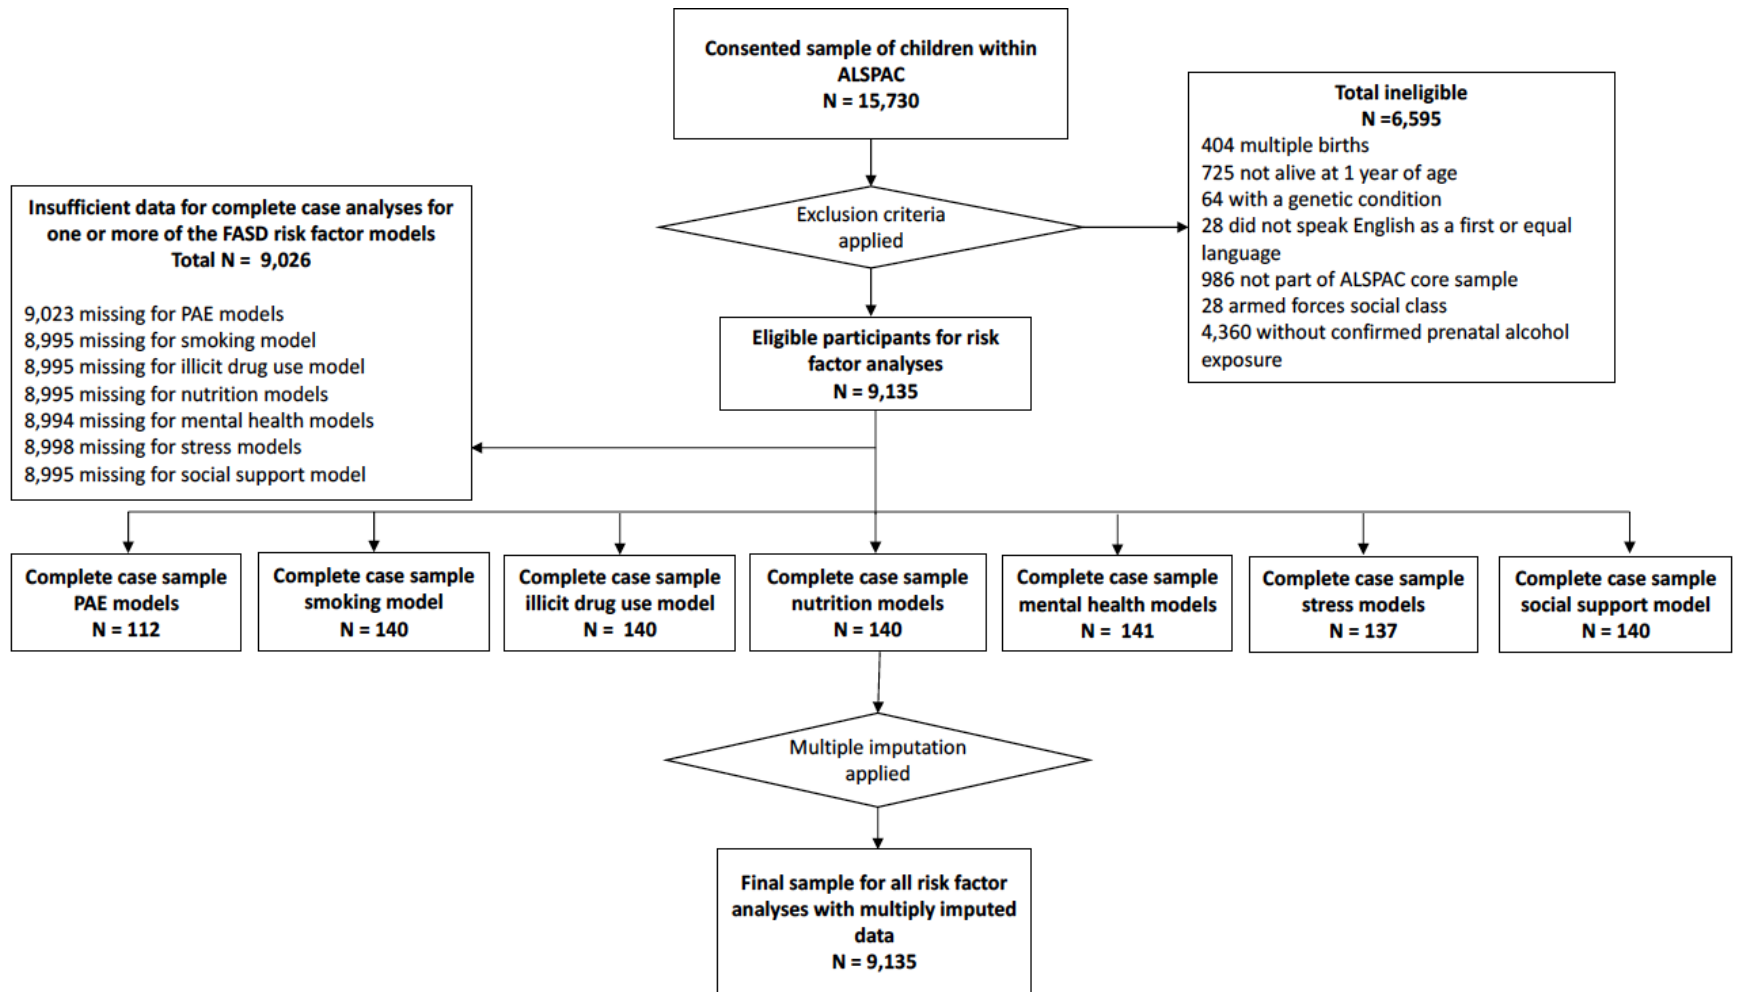 Consented sample of children within
ALSPAC
N = 15,730
Total ineligible
N =6,595
404 multiple births
725 not alive at 1 year of age
64 with a genetic condition
28 did not speak English as a first or equal
language
986 not part of ALSPAC core sample
28 armed forces social class
4,360 without confirmed prenatal alcohol
exposure
Exclusion criteria
applied
Insufficient data for complete case analyses for
one or more of the FASD risk factor models
Total N =  9,026
9,023 missing for PAE models
8,995 missing for smoking model
8,995 missing for illicit drug use model
8,995 missing for nutrition models
8,994 missing for mental health models
8,998 missing for stress models
8,995 missing for social support model
Eligible participants for risk
factor analyses
N = 9,135
Complete case sample
PAE models
N = 112
Complete case sample
smoking model
N = 140
Complete case sample
illicit drug use model
N =  140
Complete case sample
nutrition models
N = 140
Complete case sample
mental health models
N =  141
Complete case sample
stress models
N = 137
Complete case sample
social support model
N = 140
Multiple imputation
applied
Final sample for all risk factor
analyses with multiply imputed
data
N = 9,135